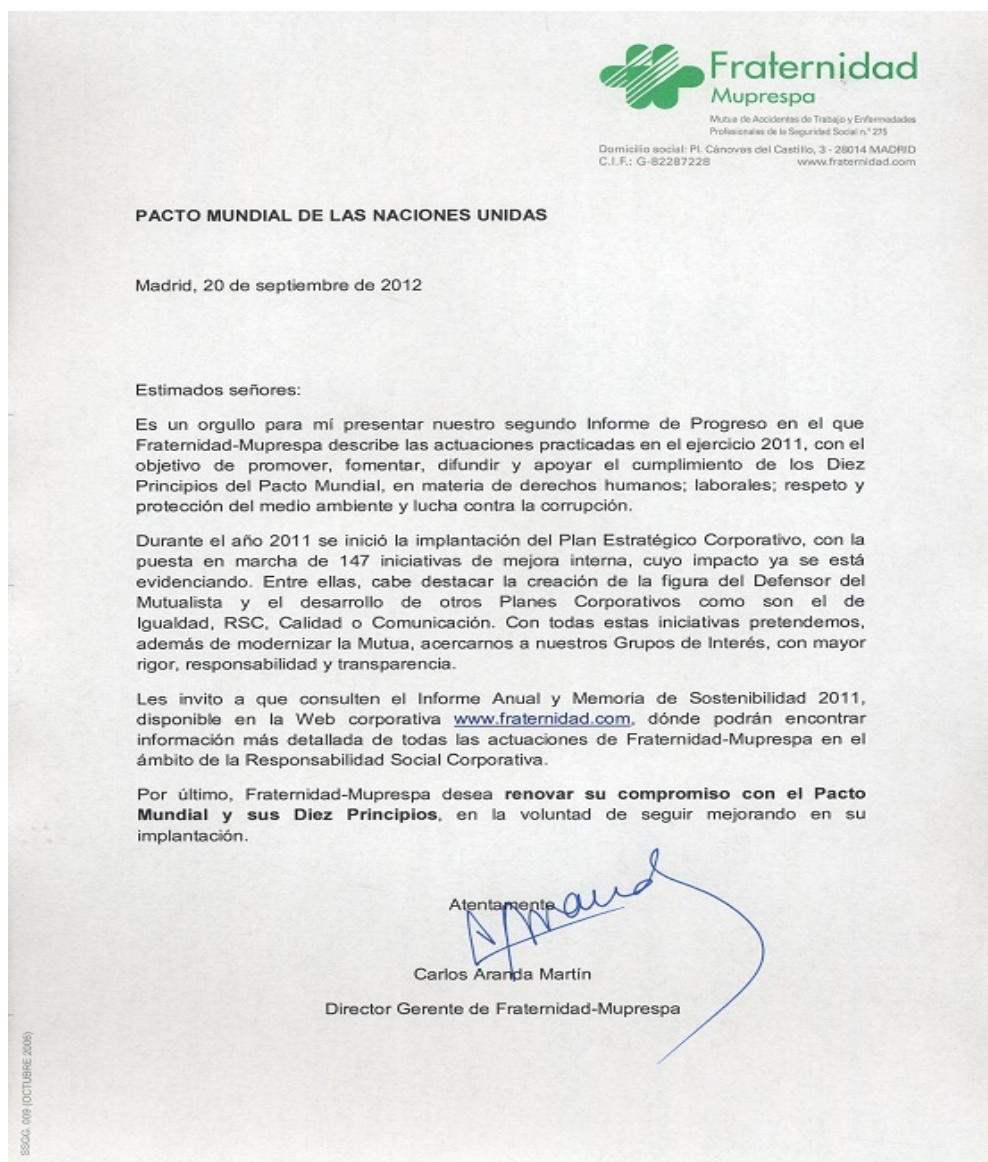 Fraternidad
Muprespa
Mutua de Accidentes de Trabajo y Enfermedades
Profesionales de la Seguridad Social n.º 275
Domicilio social: Pl. Cánovas del Castillo, 3 - 28014 MADRID
C.I.F.: G-82287228 www.fraternidad.com
PACTO MUNDIAL DE LAS NACIONES UNIDAS
Madrid, 20 de septiembre de 2012
Estimados señores:
Es un orgullo para mí presentar nuestro segundo Informe de Progreso en el que
Fraternidad-Muprespa describe las actuaciones practicadas en el ejercicio 2011, con el
objetivo de promover, fomentar, difundir y apoyar el cumplimiento de los Diez
Principios del Pacto Mundial, en materia de derechos humanos; laborales; respeto y
protección del medio ambiente y lucha contra la corrupción.
Durante el año 2011 se inició la implantación del Plan Estratégico Corporativo, con la
puesta en marcha de 147 iniciativas de mejora interna, cuyo impacto ya se está
evidenciando. Entre ellas, cabe destacar la creación de la figura del Defensor del
Mutualista y el desarrollo de otros Planes Corporativos como son el de
Igualdad, RSC, Calidad o Comunicación. Con todas estas iniciativas pretendemos,
además de modernizar la Mutua, acercarnos a nuestros Grupos de Interés, con mayor
rigor, responsabilidad y transparencia.
Les invito a que consulten el Informe Anual y Memoria de Sostenibilidad 2011,
disponible en la Web corporativa www.fraternidad.com, dónde podrán encontrar
información más detallada de todas las actuaciones de Fraternidad-Muprespa en el
ámbito de la Responsabilidad Social Corporativa.
Por último, Fraternidad-Muprespa desea renovar su compromiso con el Pacto
Mundial y sus Diez Principios, en la voluntad de seguir mejorando en su
implantación.
Atentamente
Carlos Aranda Martín
Director Gerente de Fraternidad-Muprespa